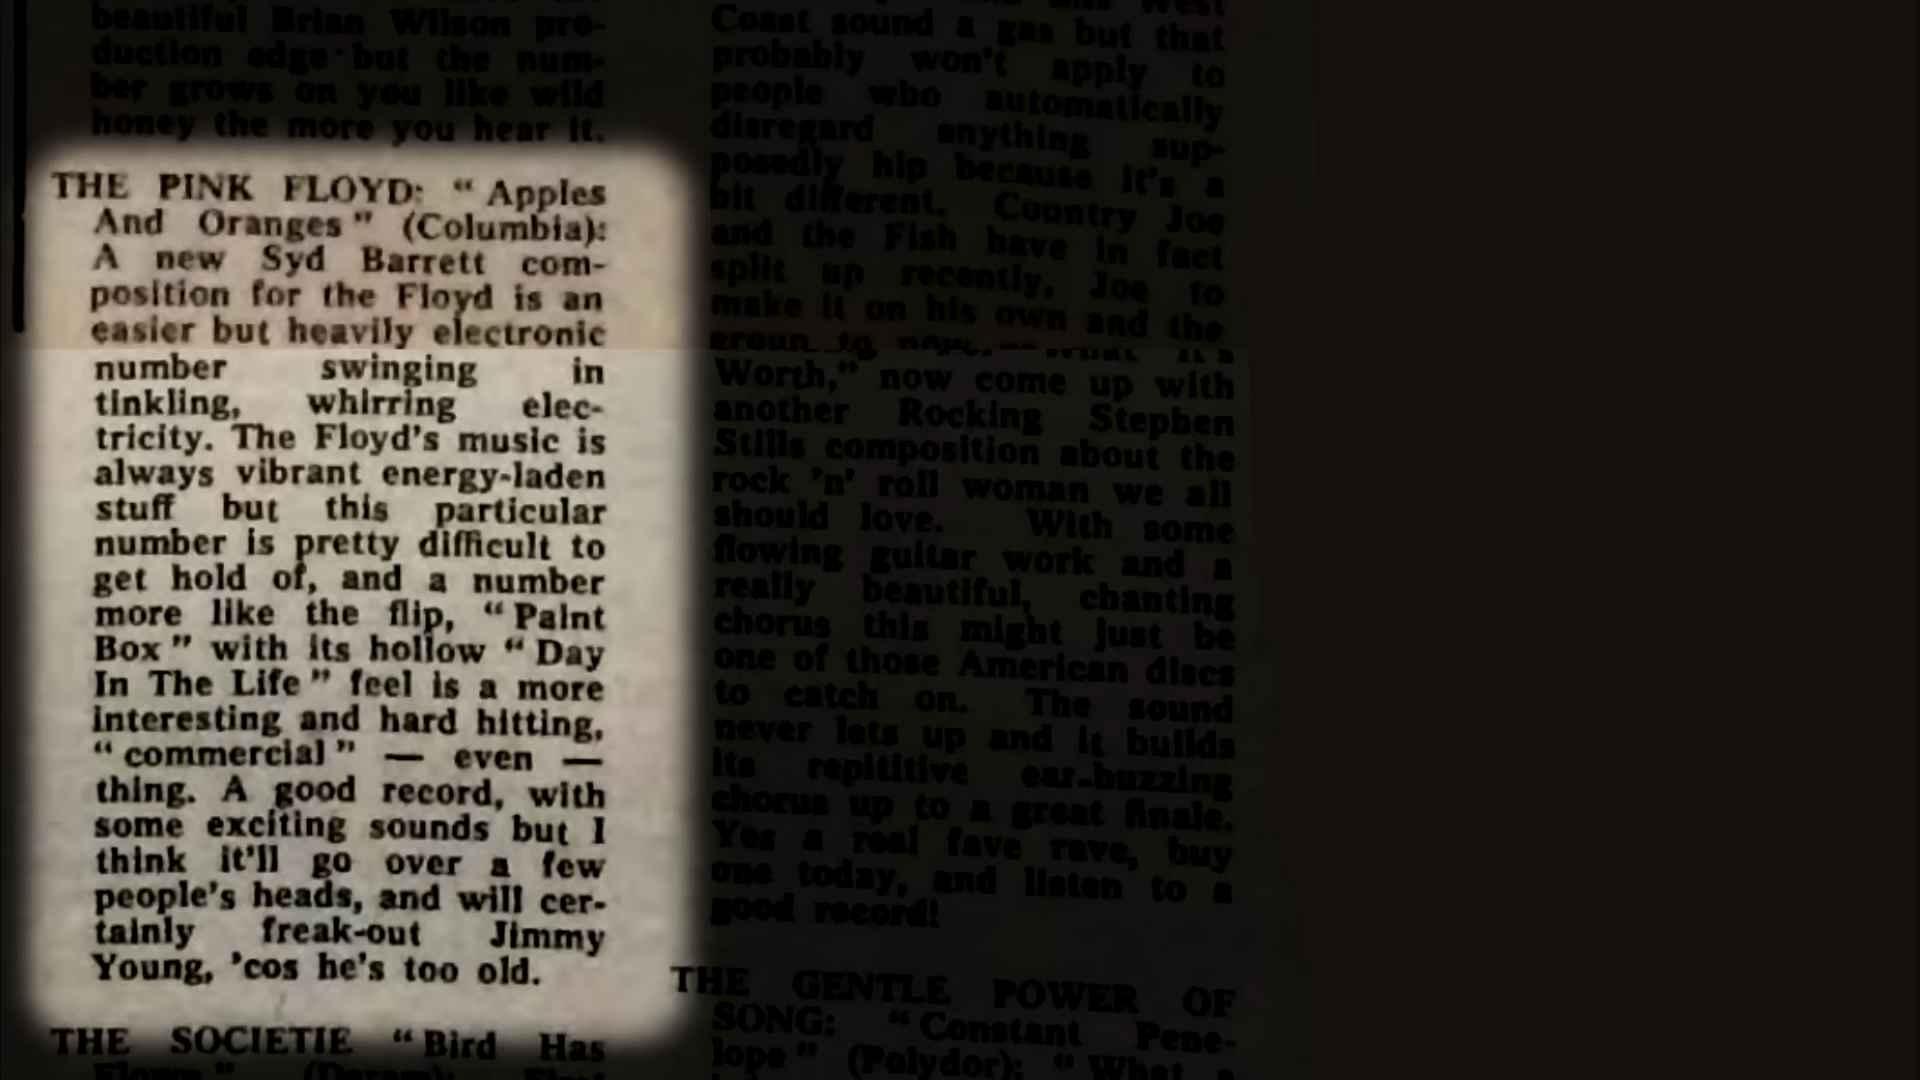 beautiful Brian Wilson pro-
duction edge but the num-
ber grows on you like wild
honey the more you hear it.
THE PINK FLOYD: " Apples
And Oranges " (Columbia):
A new Syd Barrett com-
position for the Floyd is an
easier but heavily electronic
number swinging in
tinkling, whirring elec-
tricity. The Floyd's music is
always vibrant energy-laden
stuff but this particular
number is pretty difficult to
get hold of, and a number
more like the flip, " Paint
Box " with its hollow " Day
In The Life " feel is a more
interesting and hard hitting,
" commercial " — even —
thing. A good record, with
some exciting sounds but I
think it'll go over a few
people's heads, and will cer-
tainly freak-out Jimmy
Young, 'cos he's too old.
THE SOCIETIE " Bird Has
(Deram): First
West
Coast sound a gas but that
probably won't apply to
people who automatically
disregard anything sup-
posedly hip because it's a
bit different. Country Joe
and the Fish have in fact
split up recently, Joe to
make it on his own and the
Worth," now come up with
another Rocking Stephen
Stills composition about the
rock 'n' roll woman we all
should love. With some
flowing guitar work and a
really beautiful, chanting
chorus this might just be
one of those American discs
to catch on. The sound
never lets up and it builds
its repititive ear-buzzing
chorus up to a great finale.
Yes a real fave rave, buy
one today, and listen to a
good record!
THE GENTLE POWER OF
SONG: " Constant Pene-
lope " (Polydor): " What a